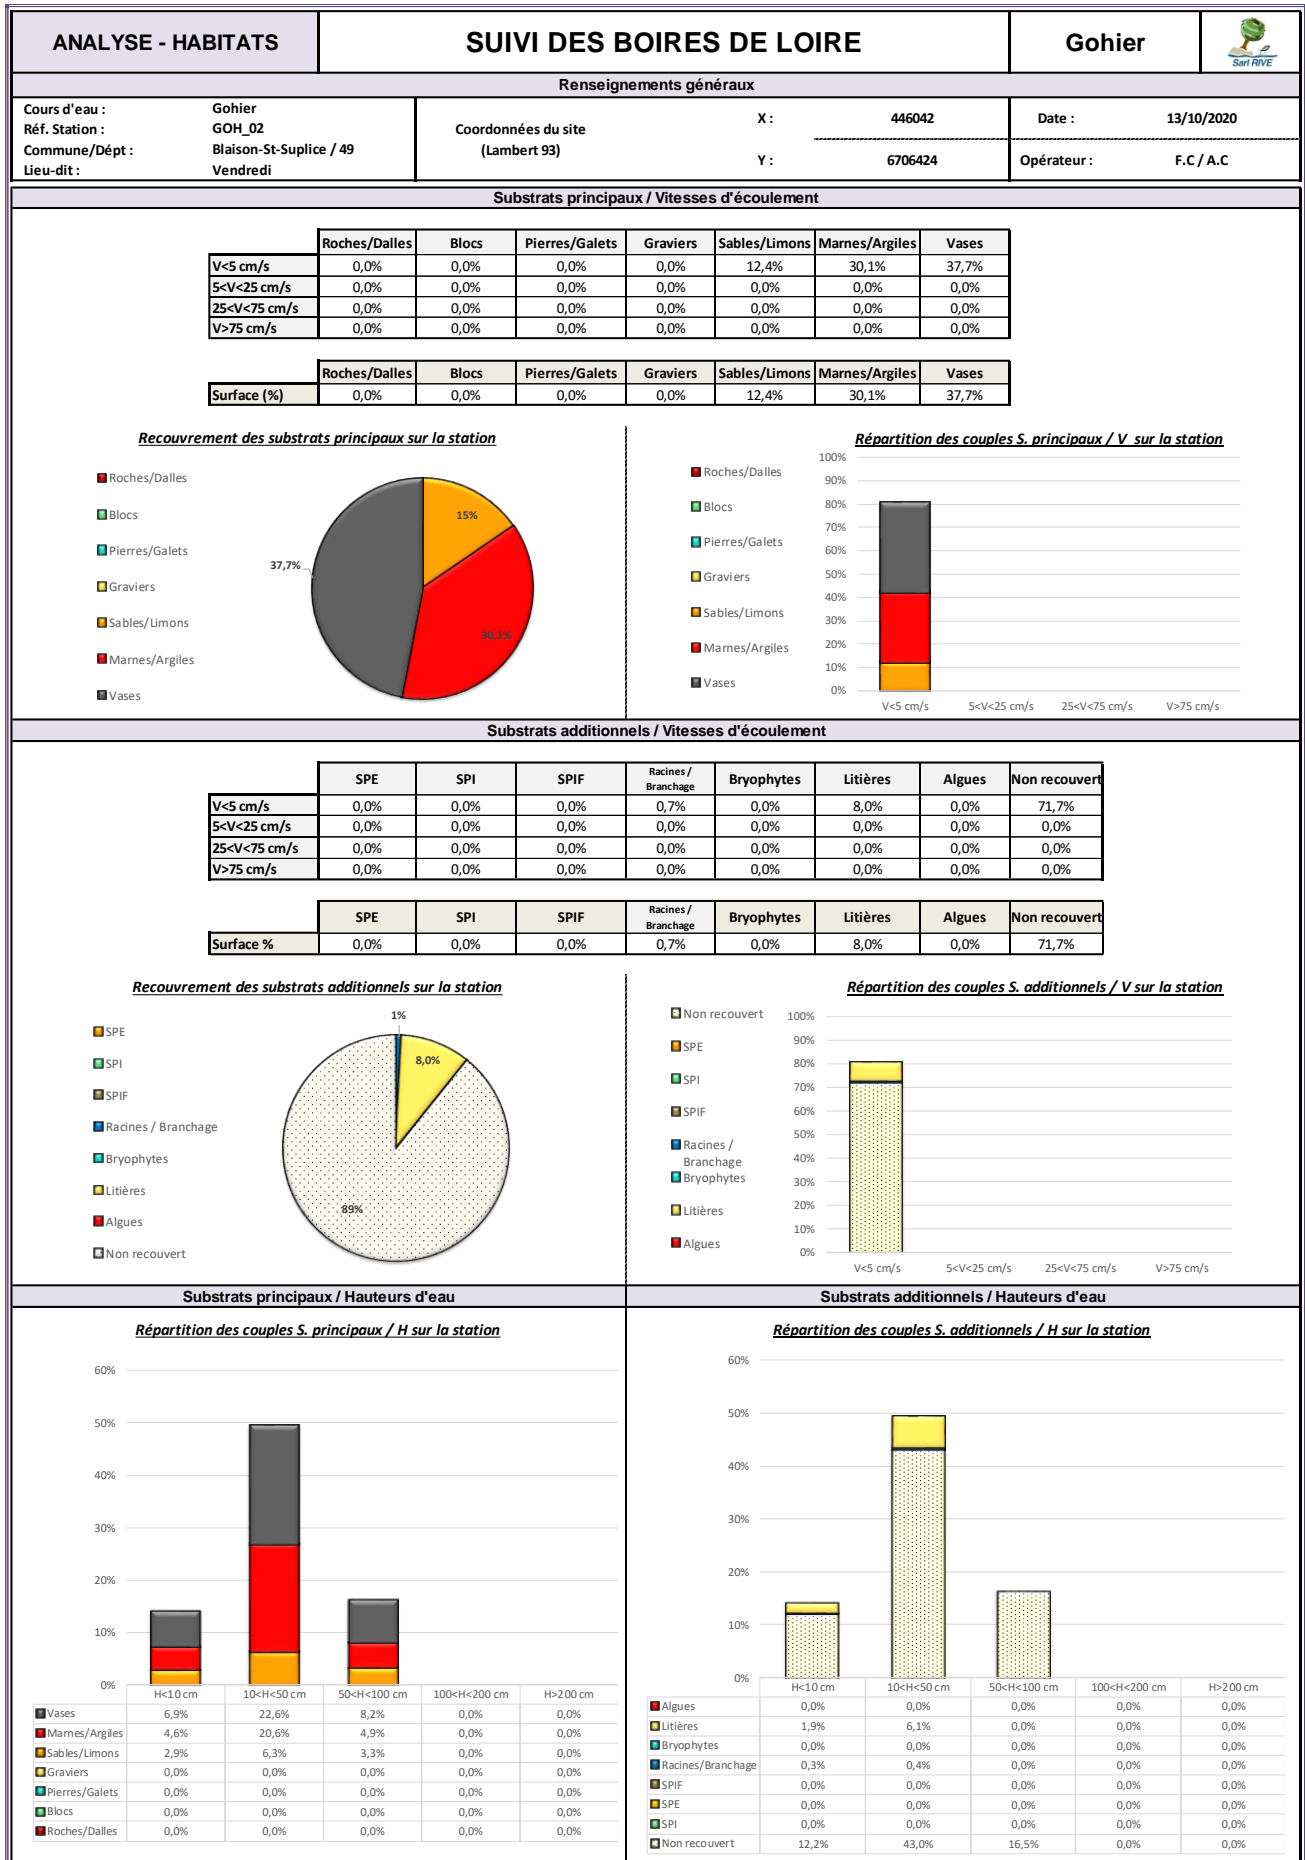 ANALYSE - HABITATS SUIVI DES BOIRES DE LOIRE Gohier Sarl RIVE
Renseignements généraux
Cours d'eau : Gohier
Réf. Station : GOH_02
Commune/Dépt : Blaison-St-Suplice / 49
Lieu-dit : Vendredi
Coordonnées du site
(Lambert 93)
X : 446042
Y : 6706424
Date : 13/10/2020
Opérateur : F.C / A.C
Substrats principaux / Vitesses d'écoulement
Roches/Dalles Blocs Pierres/Galets Graviers Sables/Limons Marnes/Argiles Vases
V<5 cm/s 0,0% 0,0% 0,0% 0,0% 12,4% 30,1% 37,7%
5<V<25 cm/s 0,0% 0,0% 0,0% 0,0% 0,0% 0,0% 0,0%
25<V<75 cm/s 0,0% 0,0% 0,0% 0,0% 0,0% 0,0% 0,0%
V>75 cm/s 0,0% 0,0% 0,0% 0,0% 0,0% 0,0% 0,0%
Roches/Dalles Blocs Pierres/Galets Graviers Sables/Limons Marnes/Argiles Vases
Surface (%) 0,0% 0,0% 0,0% 0,0% 12,4% 30,1% 37,7%
Recouvrement des substrats principaux sur la station
Roches/Dalles
Blocs
Pierres/Galets
Graviers
Sables/Limons
Marnes/Argiles
Vases
15%
37,7%
30,1%
Répartition des couples S. principaux / V sur la station
Roches/Dalles
Blocs
Pierres/Galets
Graviers
Sables/Limons
Marnes/Argiles
Vases
100%
90%
80%
70%
60%
50%
40%
30%
20%
10%
0%
V<5 cm/s 5<V<25 cm/s 25<V<75 cm/s V>75 cm/s
Substrats additionnels / Vitesses d'écoulement
SPE SPI SPIF Racines / Branchage Bryophytes Litières Algues Non recouvert
V<5 cm/s 0,0% 0,0% 0,0% 0,7% 0,0% 8,0% 0,0% 71,7%
5<V<25 cm/s 0,0% 0,0% 0,0% 0,0% 0,0% 0,0% 0,0% 0,0%
25<V<75 cm/s 0,0% 0,0% 0,0% 0,0% 0,0% 0,0% 0,0% 0,0%
V>75 cm/s 0,0% 0,0% 0,0% 0,0% 0,0% 0,0% 0,0% 0,0%
SPE SPI SPIF Racines / Branchage Bryophytes Litières Algues Non recouvert
Surface % 0,0% 0,0% 0,0% 0,7% 0,0% 8,0% 0,0% 71,7%
Recouvrement des substrats additionnels sur la station
SPE
SPI
SPIF
Racines / Branchage
Bryophytes
Litières
Algues
Non recouvert
1%
8,0%
89%
Répartition des couples S. additionnels / V sur la station
Non recouvert
SPE
SPI
SPIF
Racines /
Branchage
Bryophytes
Litières
Algues
100%
90%
80%
70%
60%
50%
40%
30%
20%
10%
0%
V<5 cm/s 5<V<25 cm/s 25<V<75 cm/s V>75 cm/s
Substrats principaux / Hauteurs d'eau
Répartition des couples S. principaux / H sur la station
60%
50%
40%
30%
20%
10%
0%
H<10 cm 10<H<50 cm 50<H<100 cm 100<H<200 cm H>200 cm
Vases 6,9% 22,6% 8,2% 0,0% 0,0%
Marnes/Argiles 4,6% 20,6% 4,9% 0,0% 0,0%
Sables/Limons 2,9% 6,3% 3,3% 0,0% 0,0%
Graviers 0,0% 0,0% 0,0% 0,0% 0,0%
Pierres/Galets 0,0% 0,0% 0,0% 0,0% 0,0%
Blocs 0,0% 0,0% 0,0% 0,0% 0,0%
Roches/Dalles 0,0% 0,0% 0,0% 0,0% 0,0%
Substrats additionnels / Hauteurs d'eau
Répartition des couples S. additionnels / H sur la station
60%
50%
40%
30%
20%
10%
0%
H<10 cm 10<H<50 cm 50<H<100 cm 100<H<200 cm H>200 cm
Algues 0,0% 0,0% 0,0% 0,0% 0,0%
Litières 1,9% 6,1% 0,0% 0,0% 0,0%
Bryophytes 0,0% 0,0% 0,0% 0,0% 0,0%
Racines/Branchage 0,3% 0,4% 0,0% 0,0% 0,0%
SPIF 0,0% 0,0% 0,0% 0,0% 0,0%
SPE 0,0% 0,0% 0,0% 0,0% 0,0%
SPI 0,0% 0,0% 0,0% 0,0% 0,0%
Non recouvert 12,2% 43,0% 16,5% 0,0% 0,0%